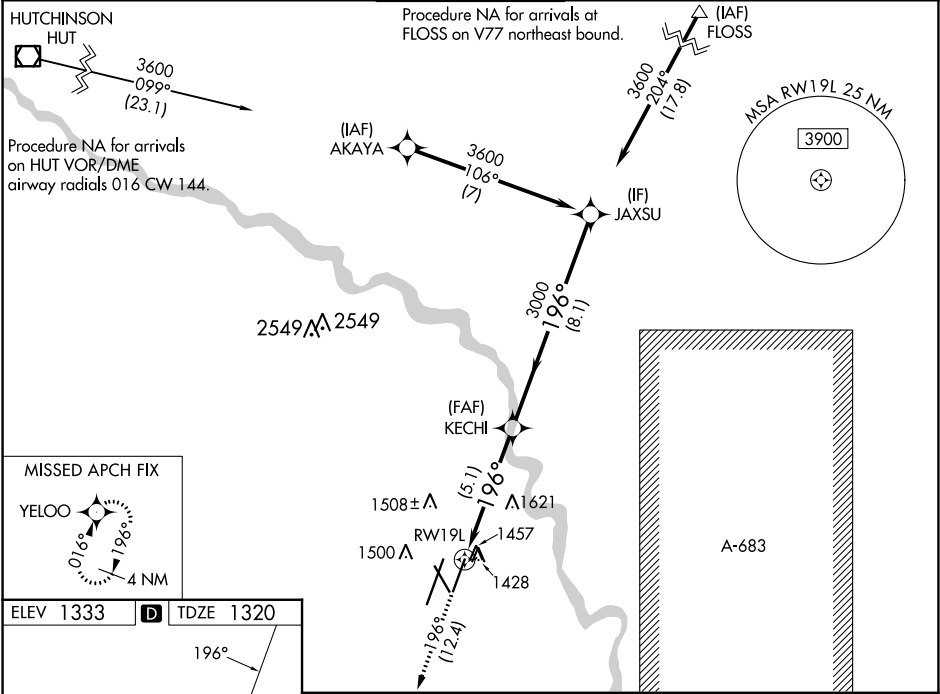 HUTCHINSON
HUT
3600
099°
(23.1)
Procedure NA for arrivals
on HUT VOR/DME
airway radials 016 CW 144.
Procedure NA for arrivals at
FLOSS on V77 northeast bound.
(IAF)
FLOSS
3600
204°
(17.8)
MSA RW19L 25 NM
3900
(IAF)
AKAYA
3600
106°
(7)
(IF)
JAXSU
3000
196°
(8.1)
2549
2549
(FAF)
KECHI
(5.1)
196°
1508±
1621
RW19L
1457
1500
1428
196°
(12.4)
A-683
MISSED APCH FIX
YELOO
016°
196°
4 NM
ELEV 1333
D
TDZE 1320
196°